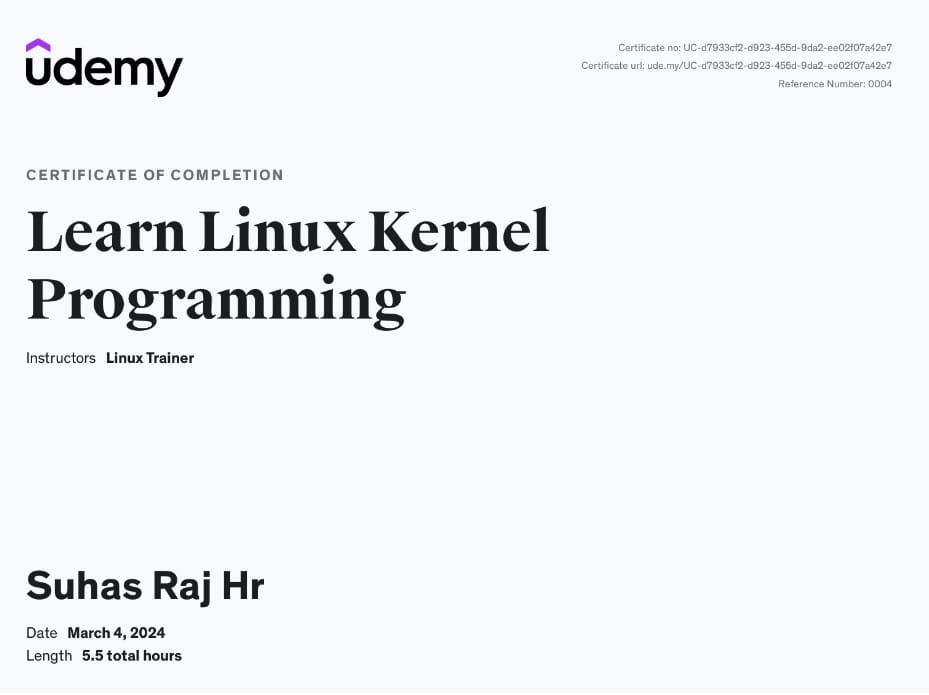 udemy
Certificate no: UC-d7933cf2-d923-455d-9da2-ee02f07a42e7
Certificate url: ude.my/UC-d7933cf2-d923-455d-9da2-ee02f07a42e7
Reference Number: 0004
CERTIFICATE OF COMPLETION
Learn Linux Kernel
Programming
Instructors Linux Trainer
Suhas Raj Hr
Date March 4, 2024
Length 5.5 total hours